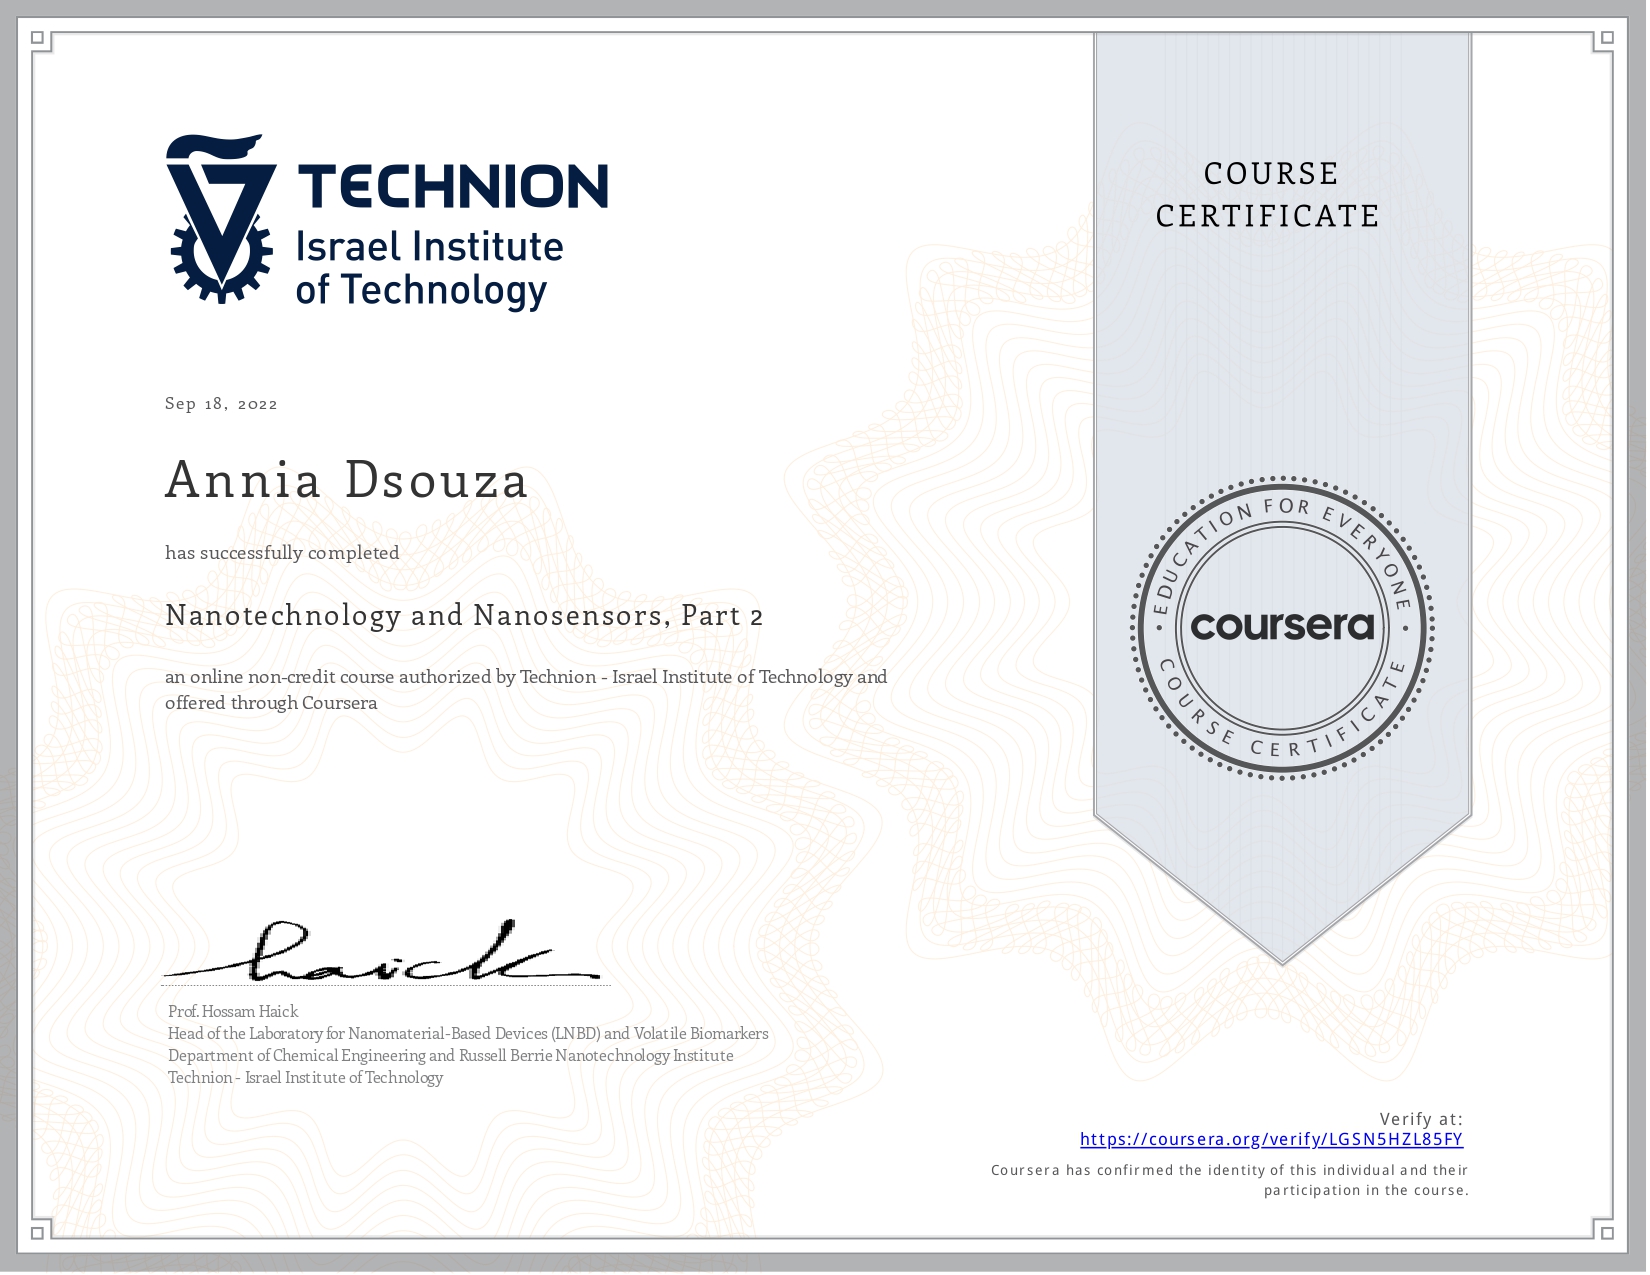 TECHNION
Israel Institute
of Technology
COURSE
CERTIFICATE
Sep 18, 2022
Annia Dsouza
has successfully completed
Nanotechnology and Nanosensors, Part 2
an online non-credit course authorized by Technion - Israel Institute of Technology and
offered through Coursera
EDUCATION FOR EVERYONE
coursera
COURSE CERTIFICATE
haick
Prof. Hossam Haick
Head of the Laboratory for Nanomaterial-Based Devices (LNBD) and Volatile Biomarkers
Department of Chemical Engineering and Russell Berrie Nanotechnology Institute
Technion - Israel Institute of Technology
Verify at:
https://coursera.org/verify/LGSN5HZL85FY
Coursera has confirmed the identity of this individual and their
participation in the course.